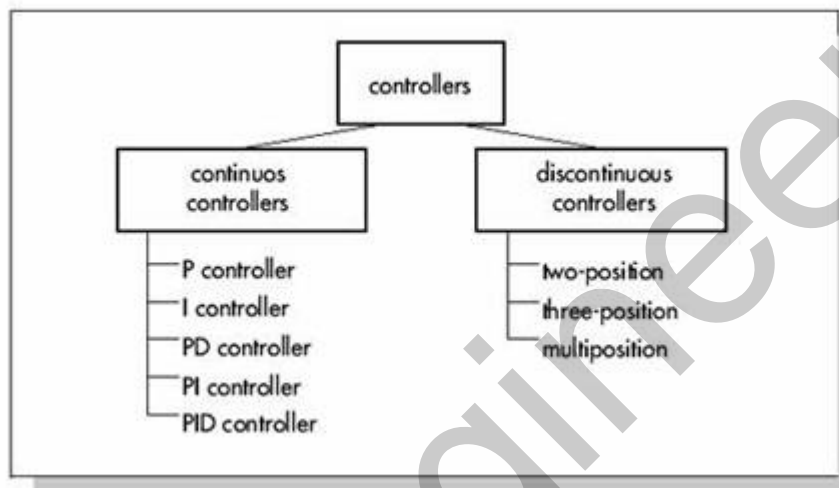 controllers
continuos
controllers
P controller
I controller
PD controller
PI controller
PID controller
discontinuous
controllers
two-position
three-position
multiposition